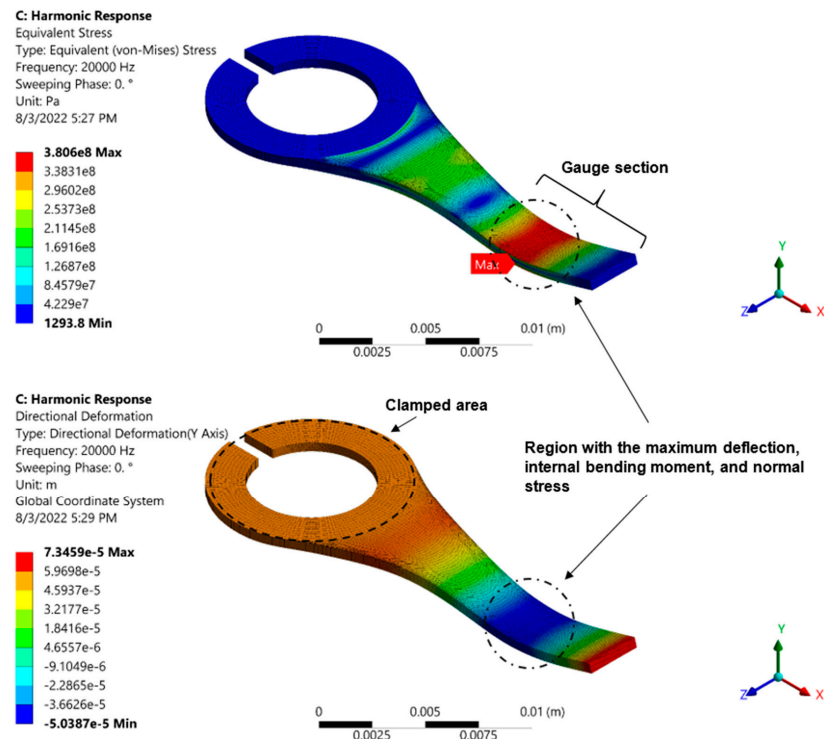 C: Harmonic Response
Equivalent Stress
Type: Equivalent (von-Mises) Stress
Frequency: 20000 Hz
Sweeping Phase: 0. °
Unit: Pa
8/3/2022 5:27 PM
3.806e8 Max
3.3831e8
2.9602e8
2.5373e8
2.1145e8
1.6916e8
1.2687e8
8.4579e7
4.229e7
1293.8 Min
Gauge section
Max
Y
Z
X
0
0.005
0.01 (m)
0.0025
0.0075
C: Harmonic Response
Directional Deformation
Type: Directional Deformation(Y Axis)
Frequency: 20000 Hz
Sweeping Phase: 0. °
Unit: m
Global Coordinate System
8/3/2022 5:29 PM
7.3459e-5 Max
5.9698e-5
4.5937e-5
3.2177e-5
1.8416e-5
4.6557e-6
-9.1049e-6
-2.2865e-5
-3.6626e-5
-5.0387e-5 Min
Clamped area
Region with the maximum deflection,
internal bending moment, and normal
stress
Y
Z
X
0
0.005
0.01 (m)
0.0025
0.0075